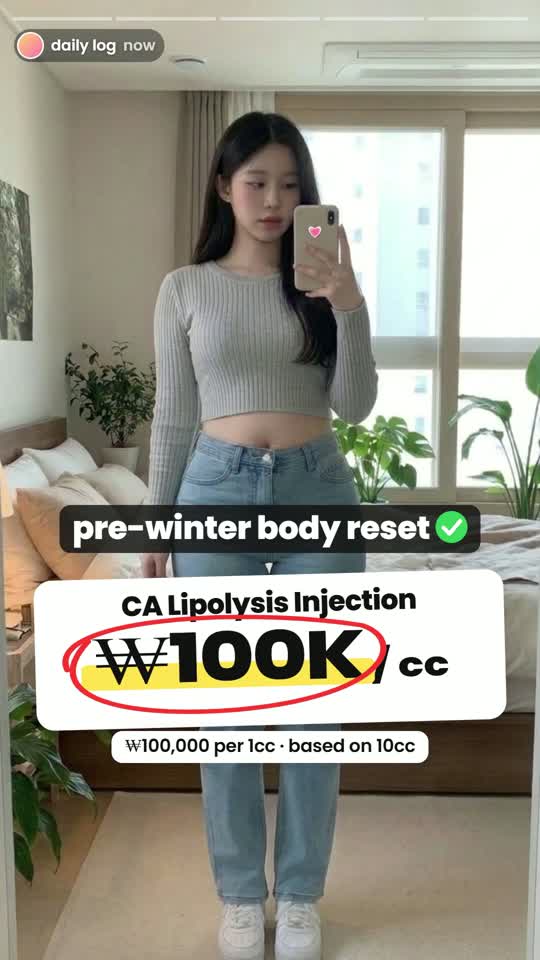 daily log now
pre-winter body reset ✅
CA Lipolysis Injection
₩100K / cc
₩100,000 per 1cc · based on 10cc